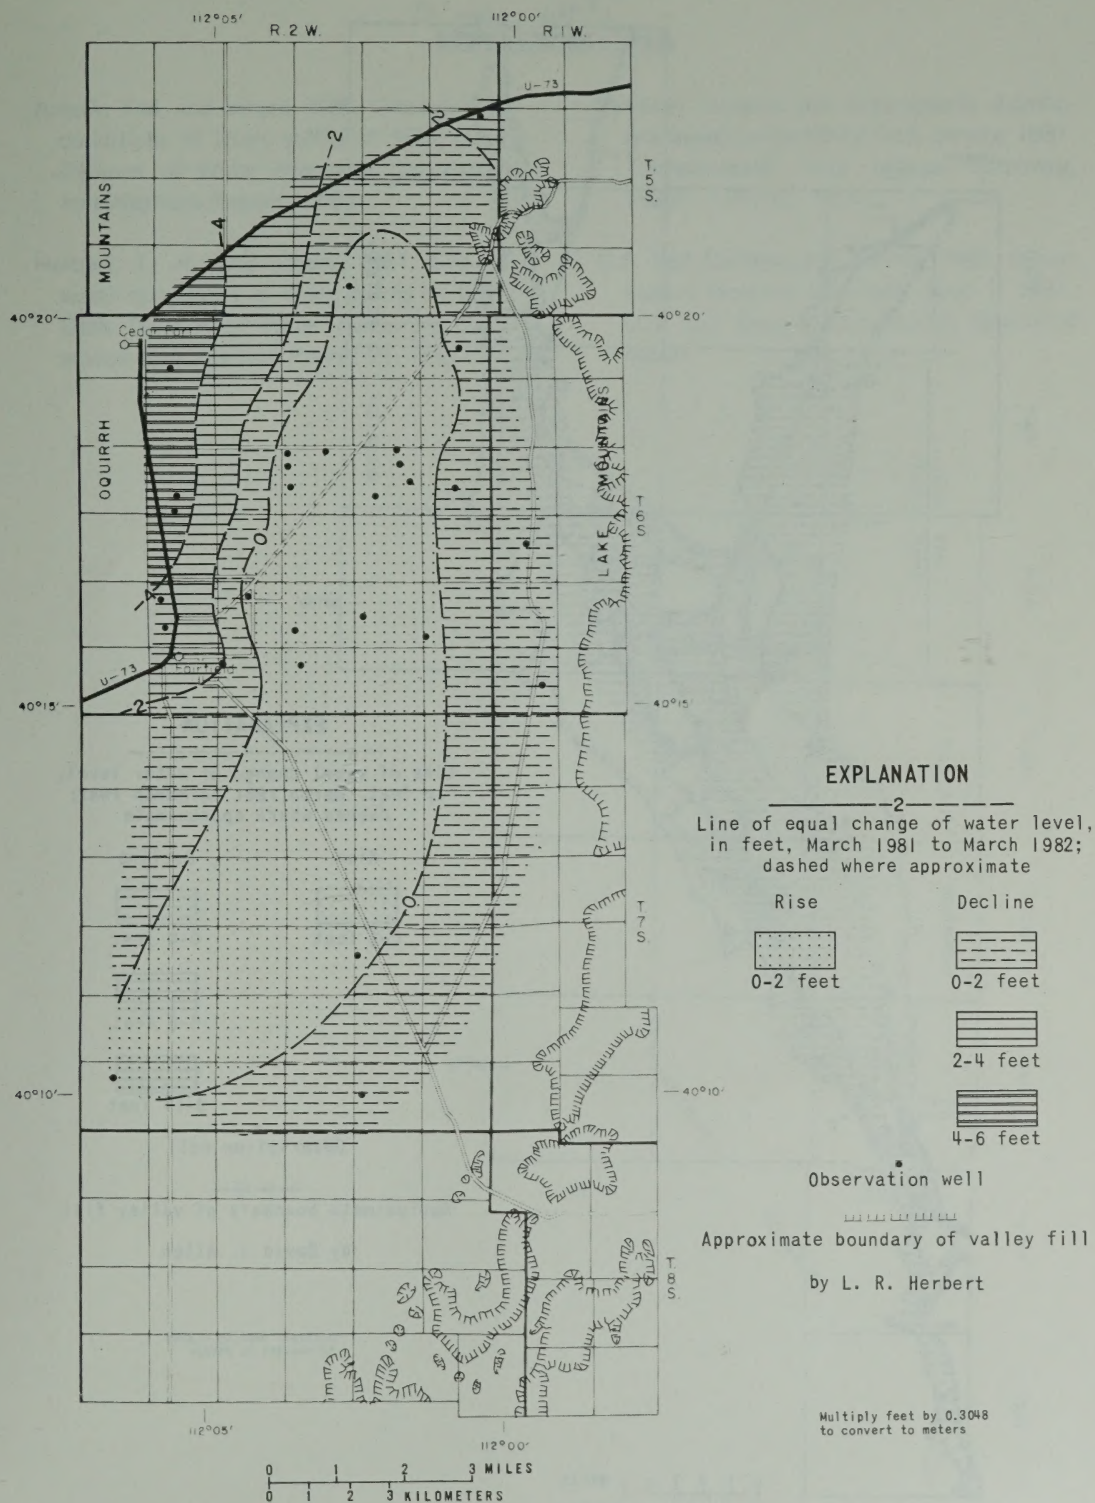 112°05′
112°00′
R. 2 W.
R 1 W.
U-73
-2
-2
T.
5
S.
MOUNTAINS
-4
40°20′
40°20′
Cedar Fort
OQUIRRH
LAKE MOUNTAINS
T
6
S
0
-4
Fairfield
U-73
-2
40°15′
40°15′
EXPLANATION
-2
Line of equal change of water level,
in feet, March 1981 to March 1982;
dashed where approximate
Rise
Decline
0
T.
7
S.
0-2 feet
0-2 feet
2-4 feet
40°10′
40°10′
4-6 feet
Observation well
Approximate boundary of valley fill
T.
8
S.
by L. R. Herbert
Multiply feet by 0.3048
to convert to meters
112°05′
112°00′
0 1 2 3 MILES
0 1 2 3 KILOMETERS